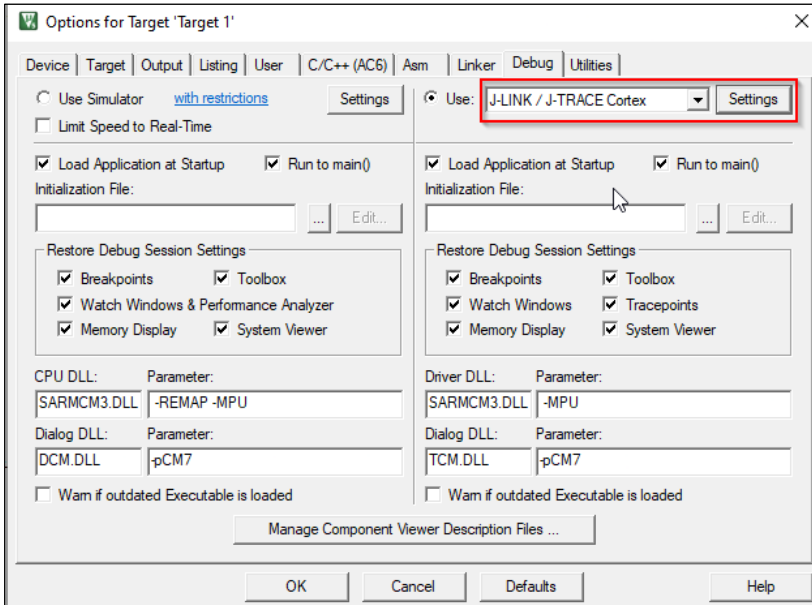 Options for Target 'Target 1'
Device Target Output Listing User C/C++ (AC6) Asm Linker Debug Utilities
Use Simulator with restrictions Settings
Limit Speed to Real-Time
Use: J-LINK / J-TRACE Cortex Settings
Load Application at Startup Run to main()
Initialization File:
... Edit...
Restore Debug Session Settings
Breakpoints Toolbox
Watch Windows & Performance Analyzer
Memory Display System Viewer
CPU DLL: Parameter:
SARMCM3.DLL -REMAP -MPU
Dialog DLL: Parameter:
DCM.DLL -pCM7
Warn if outdated Executable is loaded
Load Application at Startup Run to main()
Initialization File:
... Edit...
Restore Debug Session Settings
Breakpoints Toolbox
Watch Windows Tracepoints
Memory Display System Viewer
Driver DLL: Parameter:
SARMCM3.DLL -MPU
Dialog DLL: Parameter:
TCM.DLL -pCM7
Warn if outdated Executable is loaded
Manage Component Viewer Description Files ...
OK Cancel Defaults Help